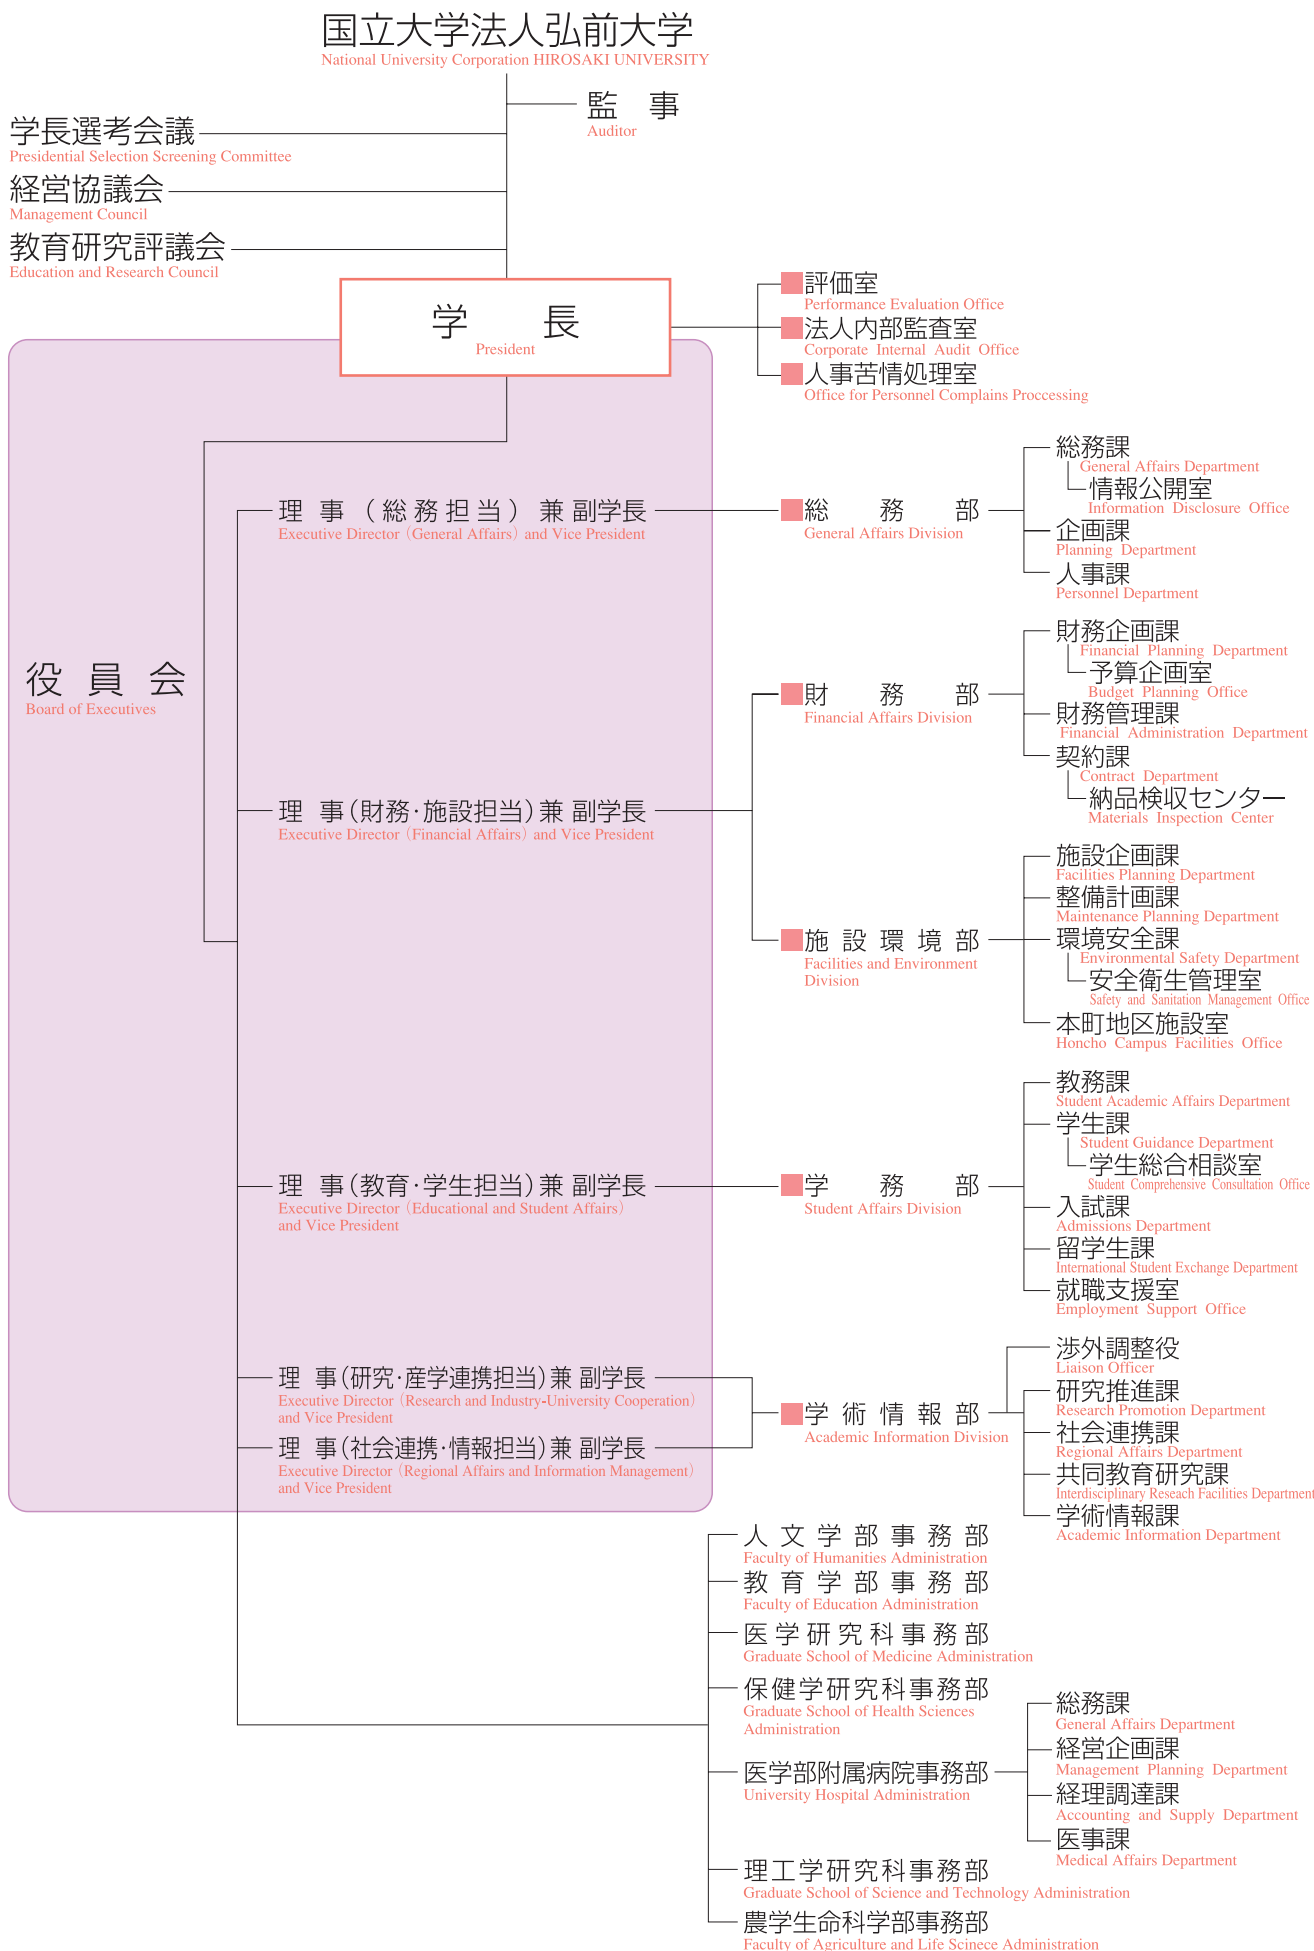 国立大学法人弘前大学
National University Corporation HIROSAKI UNIVERSITY
監 事
Auditor
学長選考会議
Presidential Selection Screening Committee
経営協議会
Management Council
教育研究評議会
Education and Research Council
学 長
President
評価室
Performance Evaluation Office
法人内部監査室
Corporate Internal Audit Office
人事苦情処理室
Office for Personnel Complains Proccessing
役 員 会
Board of Executives
理 事（総務担当）兼 副学長
Executive Director (General Affairs) and Vice President
総 務 部
General Affairs Division
総務課
General Affairs Department
情報公開室
Information Disclosure Office
企画課
Planning Department
人事課
Personnel Department
理 事（財務・施設担当）兼 副学長
Executive Director (Financial Affairs) and Vice President
財 務 部
Financial Affairs Division
財務企画課
Financial Planning Department
予算企画室
Budget Planning Office
財務管理課
Financial Administration Department
契約課
Contract Department
納品検収センター
Materials Inspection Center
施設環境部
Facilities and Environment
Division
施設企画課
Facilities Planning Department
整備計画課
Maintenance Planning Department
環境安全課
Environmental Safety Department
安全衛生管理室
Safety and Sanitation Management Office
本町地区施設室
Honcho Campus Facilities Office
理 事（教育・学生担当）兼 副学長
Executive Director (Educational and Student Affairs)
and Vice President
学 務 部
Student Affairs Division
教務課
Student Academic Affairs Department
学生課
Student Guidance Department
学生総合相談室
Student Comprehensive Consultation Office
入試課
Admissions Department
留学生課
International Student Exchange Department
就職支援室
Employment Support Office
理 事（研究・産学連携担当）兼 副学長
Executive Director (Research and Industry-University Cooperation)
and Vice President
理 事（社会連携・情報担当）兼 副学長
Executive Director (Regional Affairs and Information Management)
and Vice President
学術情報部
Academic Information Division
渉外調整役
Liaison Officer
研究推進課
Research Promotion Department
社会連携課
Regional Affairs Department
共同教育研究課
Interdisciplinary Reseach Facilities Department
学術情報課
Academic Information Department
人文学部事務部
Faculty of Humanities Administration
教育学部事務部
Faculty of Education Administration
医学研究科事務部
Graduate School of Medicine Administration
保健学研究科事務部
Graduate School of Health Sciences
Administration
医学部附属病院事務部
University Hospital Administration
総務課
General Affairs Department
経営企画課
Management Planning Department
経理調達課
Accounting and Supply Department
医事課
Medical Affairs Department
理工学研究科事務部
Graduate School of Science and Technology Administration
農学生命科学部事務部
Faculty of Agriculture and Life Scinece Administration